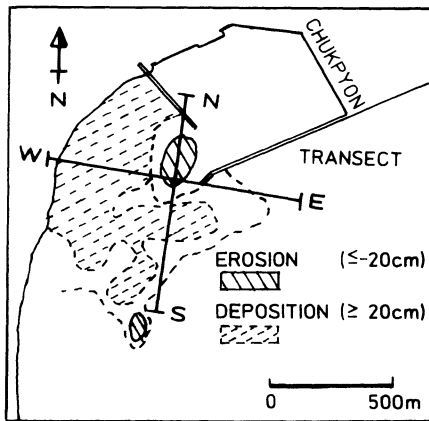 N
CHUKPYON
N
TRANSECT
W
E
EROSION (≤-20cm)
S
DEPOSITION (≥ 20cm)
0 500m